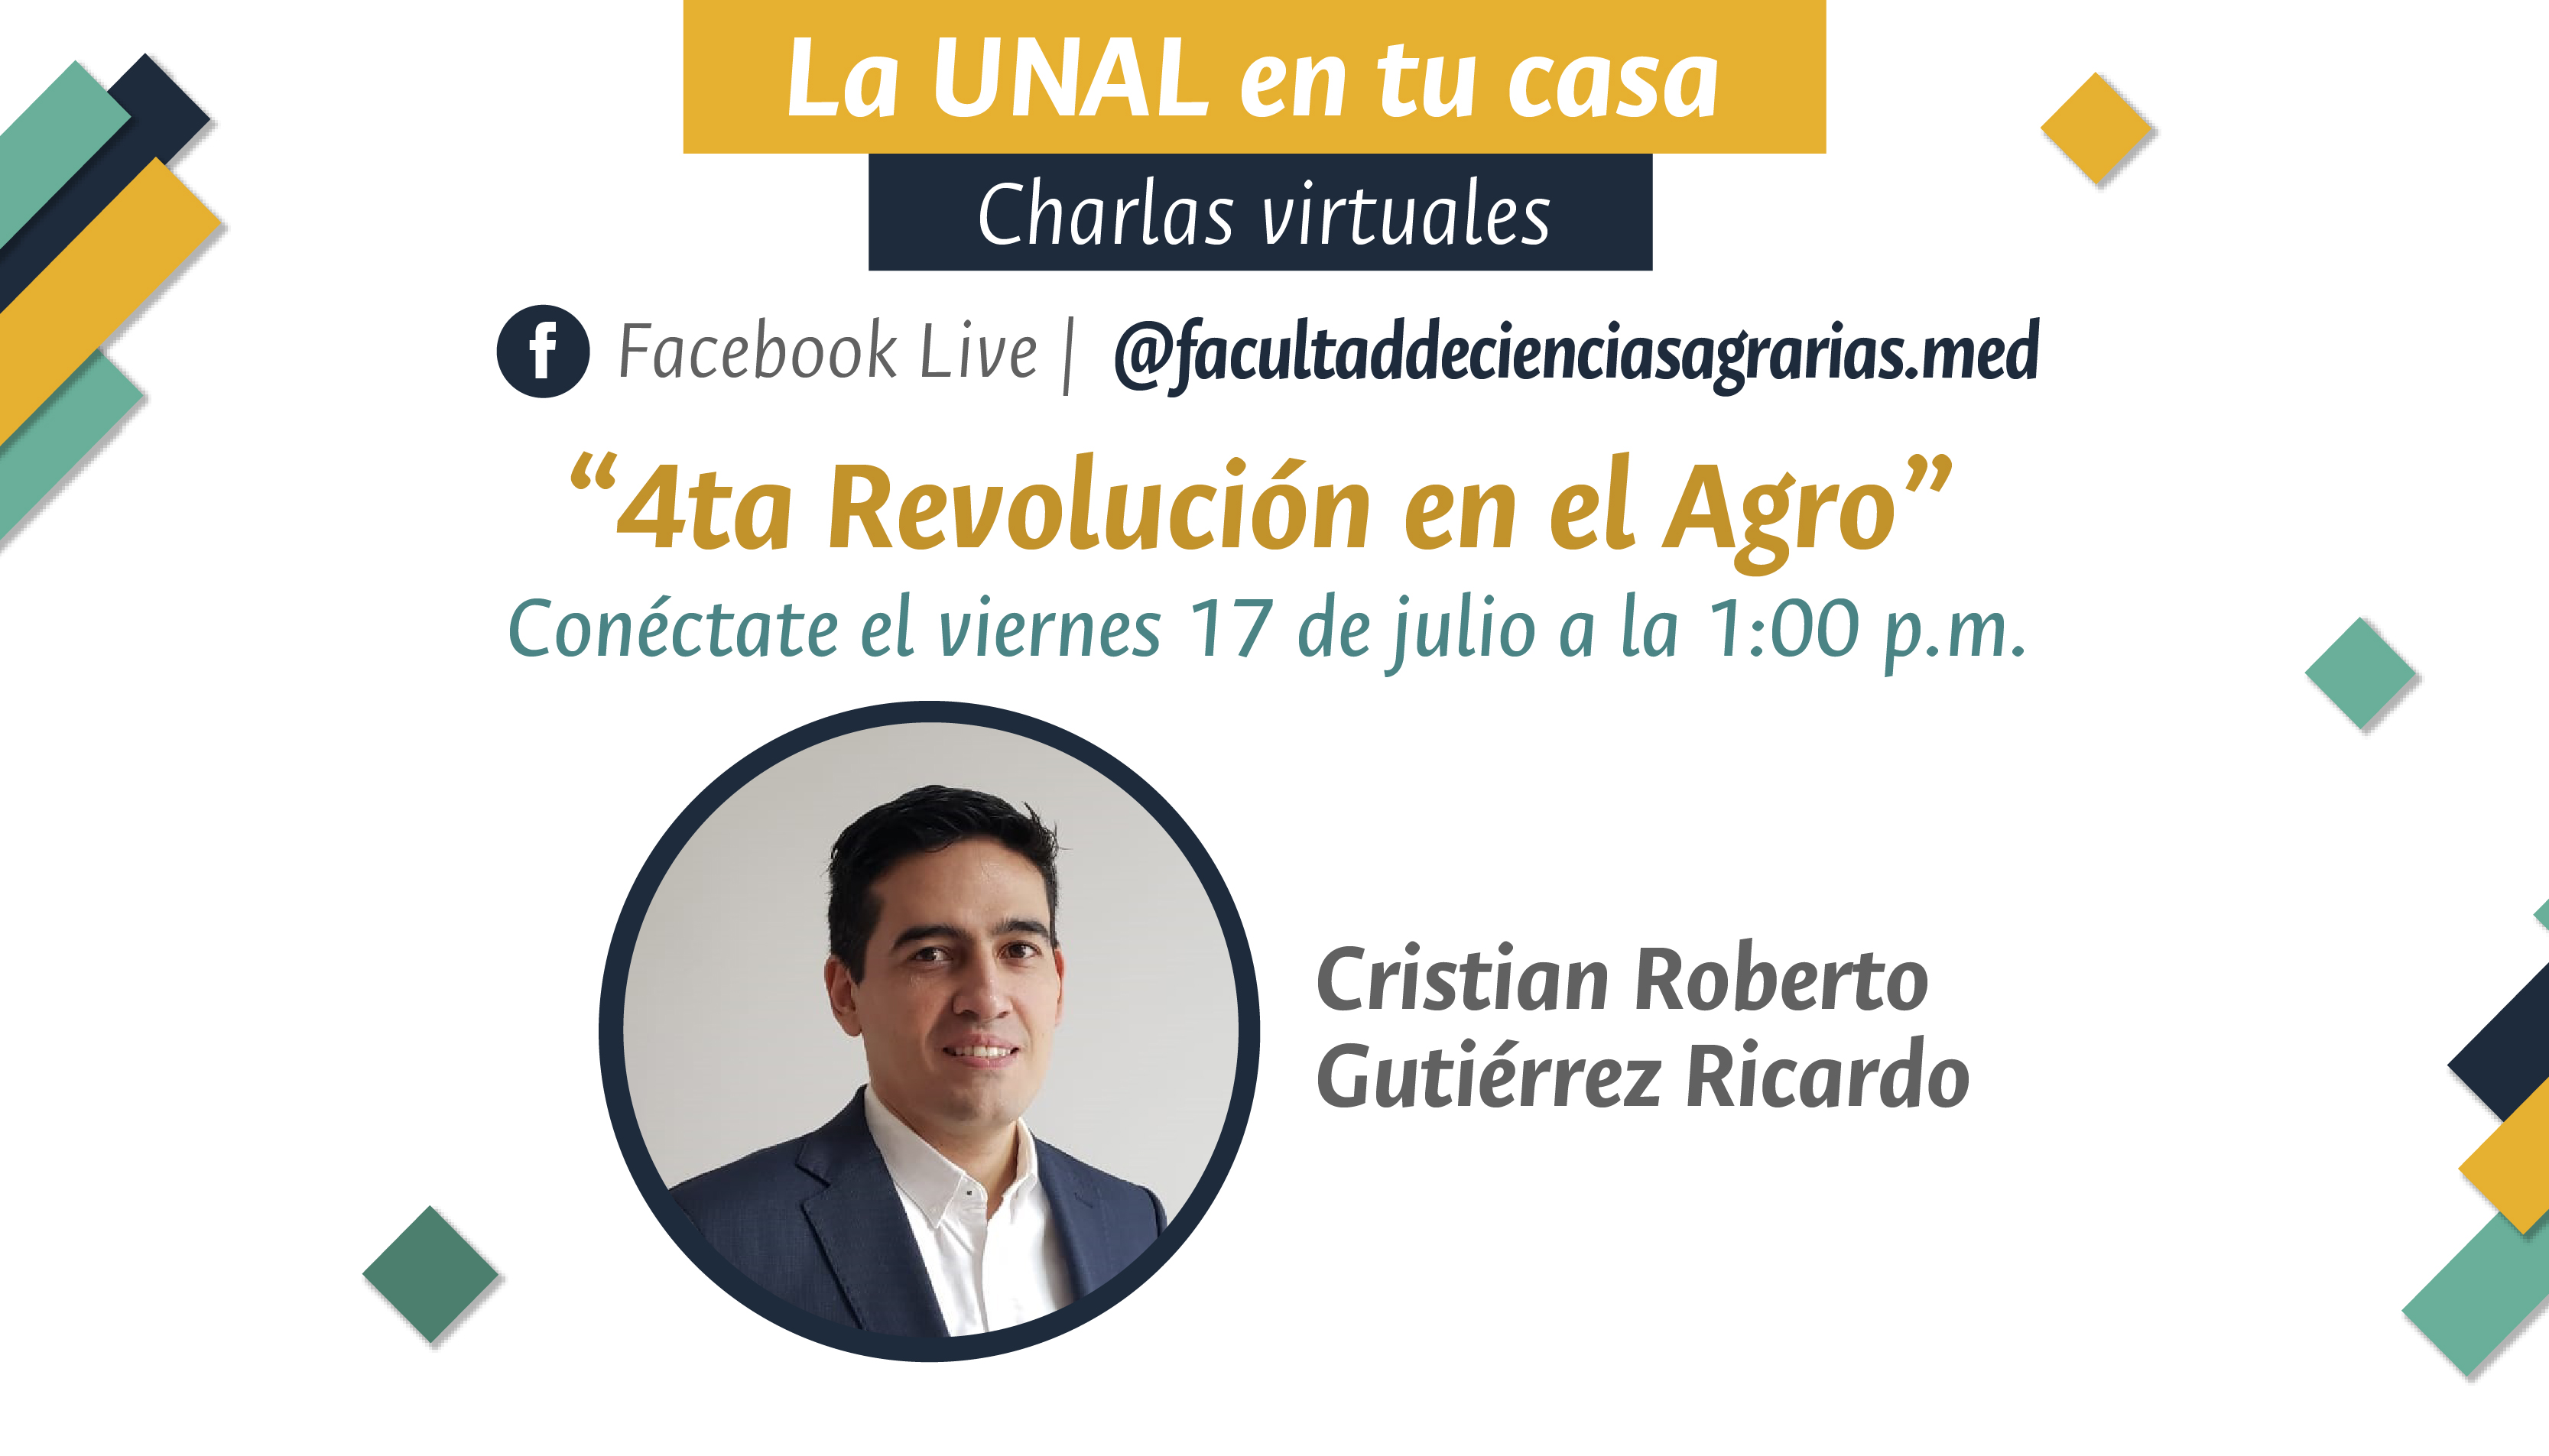 La UNAL en tu casa
Charlas virtuales
f Facebook Live | @facultaddecienciasagrarias.med
“4ta Revolución en el Agro”
Conéctate el viernes 17 de julio a la 1:00 p.m.
Cristian Roberto
Gutiérrez Ricardo